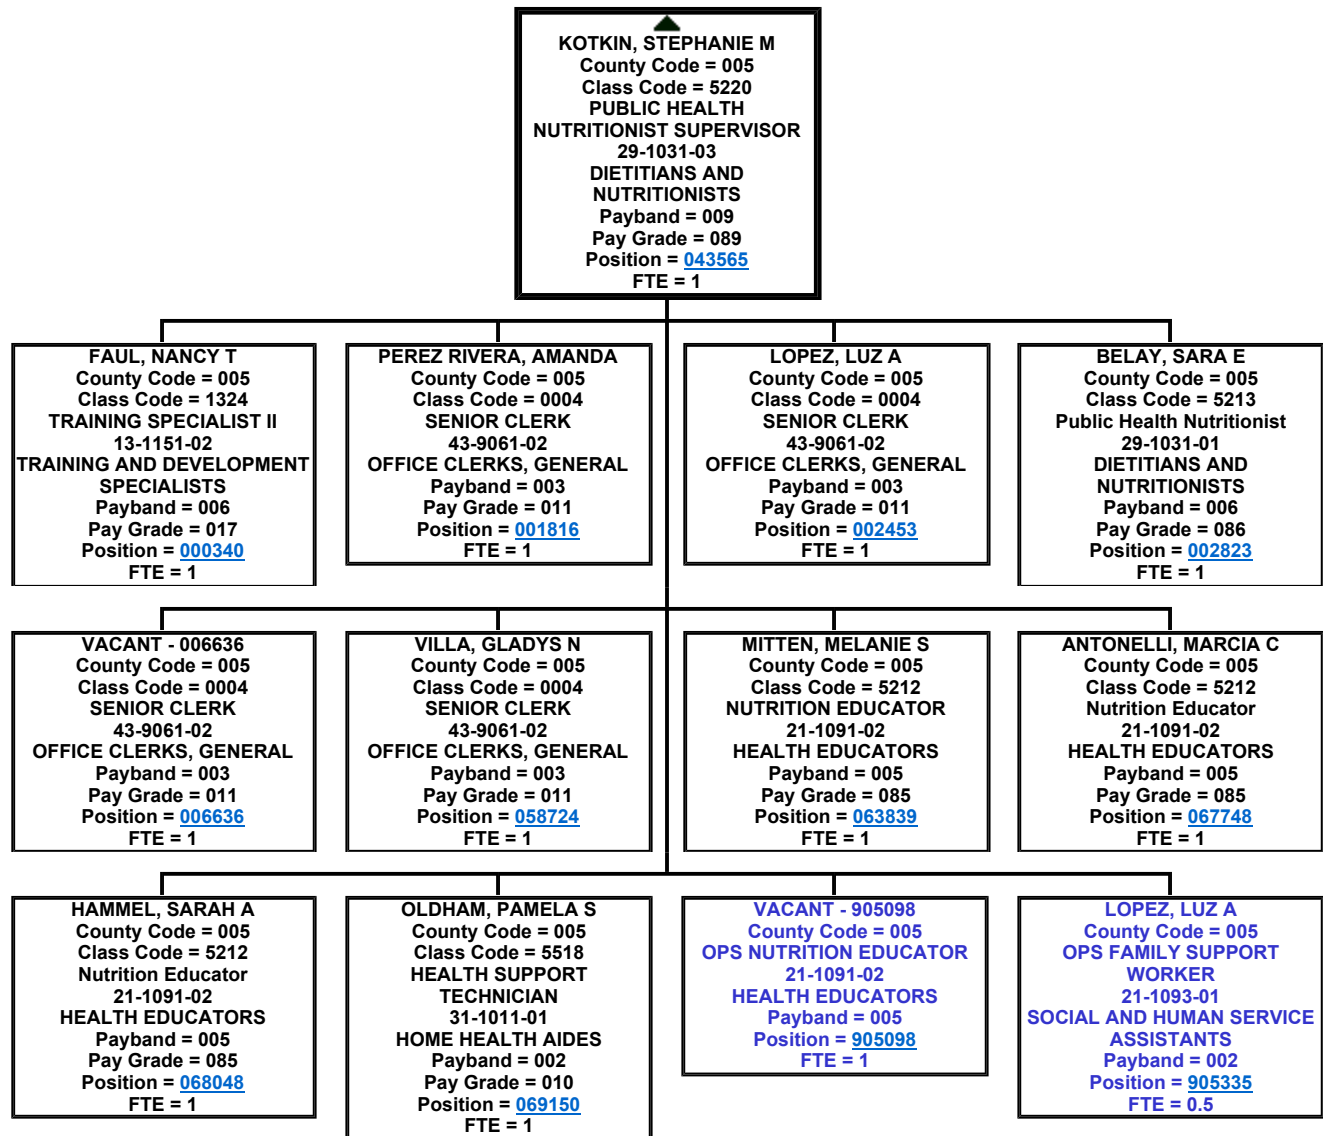 KOTKIN, STEPHANIE M
County Code = 005
Class Code = 5220
PUBLIC HEALTH
NUTRITIONIST SUPERVISOR
29-1031-03
DIETITIANS AND
NUTRITIONISTS
Payband = 009
Pay Grade = 089
Position = 043565
FTE = 1
FAUL, NANCY T
County Code = 005
Class Code = 1324
TRAINING SPECIALIST II
13-1151-02
TRAINING AND DEVELOPMENT
SPECIALISTS
Payband = 006
Pay Grade = 017
Position = 000340
FTE = 1
PEREZ RIVERA, AMANDA
County Code = 005
Class Code = 0004
SENIOR CLERK
43-9061-02
OFFICE CLERKS, GENERAL
Payband = 003
Pay Grade = 011
Position = 001816
FTE = 1
LOPEZ, LUZ A
County Code = 005
Class Code = 0004
SENIOR CLERK
43-9061-02
OFFICE CLERKS, GENERAL
Payband = 003
Pay Grade = 011
Position = 002453
FTE = 1
BELAY, SARA E
County Code = 005
Class Code = 5213
Public Health Nutritionist
29-1031-01
DIETITIANS AND
NUTRITIONISTS
Payband = 006
Pay Grade = 086
Position = 002823
FTE = 1
VACANT - 006636
County Code = 005
Class Code = 0004
SENIOR CLERK
43-9061-02
OFFICE CLERKS, GENERAL
Payband = 003
Pay Grade = 011
Position = 006636
FTE = 1
VILLA, GLADYS N
County Code = 005
Class Code = 0004
SENIOR CLERK
43-9061-02
OFFICE CLERKS, GENERAL
Payband = 003
Pay Grade = 011
Position = 058724
FTE = 1
MITTEN, MELANIE S
County Code = 005
Class Code = 5212
NUTRITION EDUCATOR
21-1091-02
HEALTH EDUCATORS
Payband = 005
Pay Grade = 085
Position = 063839
FTE = 1
ANTONELLI, MARCIA C
County Code = 005
Class Code = 5212
Nutrition Educator
21-1091-02
HEALTH EDUCATORS
Payband = 005
Pay Grade = 085
Position = 067748
FTE = 1
HAMMEL, SARAH A
County Code = 005
Class Code = 5212
Nutrition Educator
21-1091-02
HEALTH EDUCATORS
Payband = 005
Pay Grade = 085
Position = 068048
FTE = 1
OLDHAM, PAMELA S
County Code = 005
Class Code = 5518
HEALTH SUPPORT
TECHNICIAN
31-1011-01
HOME HEALTH AIDES
Payband = 002
Pay Grade = 010
Position = 069150
FTE = 1
VACANT - 905098
County Code = 005
OPS NUTRITION EDUCATOR
21-1091-02
HEALTH EDUCATORS
Payband = 005
Position = 905098
FTE = 1
LOPEZ, LUZ A
County Code = 005
OPS FAMILY SUPPORT
WORKER
21-1093-01
SOCIAL AND HUMAN SERVICE
ASSISTANTS
Payband = 002
Position = 905335
FTE = 0.5